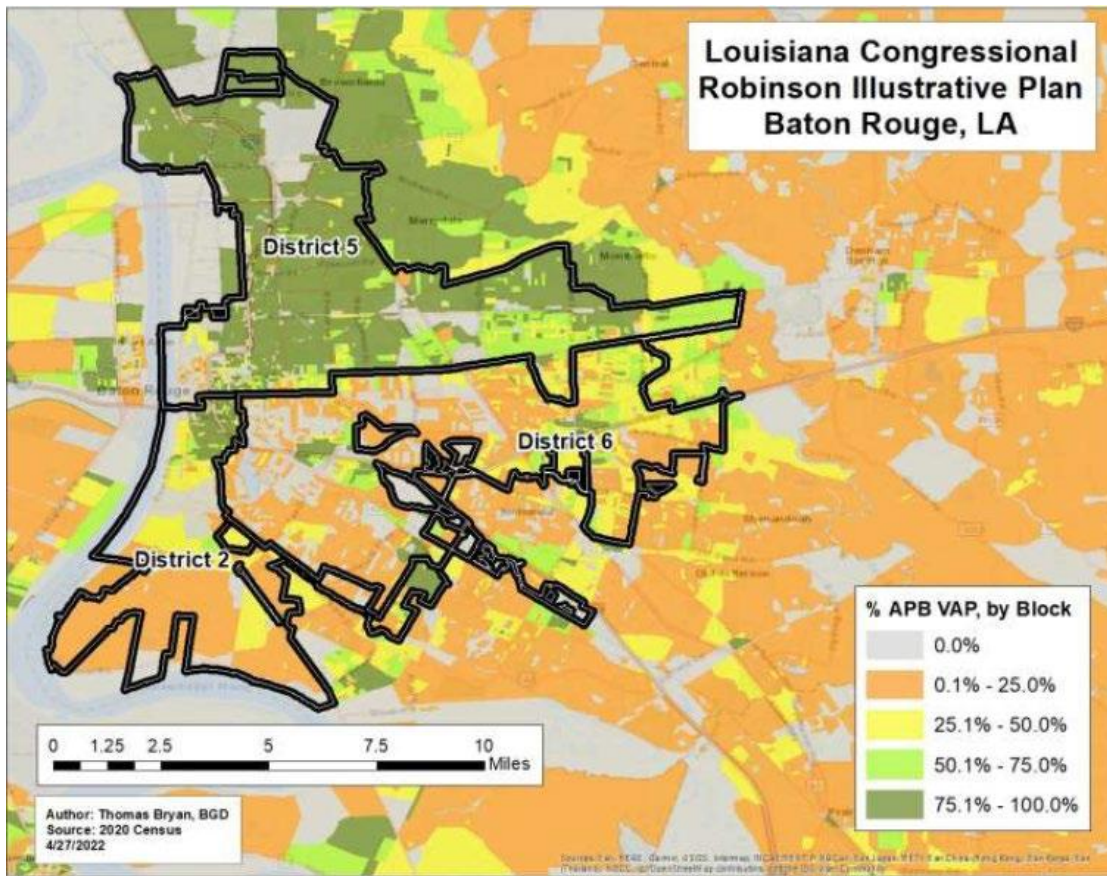 Louisiana Congressional
Robinson Illustrative Plan
Baton Rouge, LA
District 5
Baton Rouge
District 6
District 2
% APB VAP, by Block
0.0%
0.1% - 25.0%
25.1% - 50.0%
50.1% - 75.0%
75.1% - 100.0%
0 1.25 2.5 5 7.5 10
Miles
Author: Thomas Bryan, BGD
Source: 2020 Census
4/27/2022